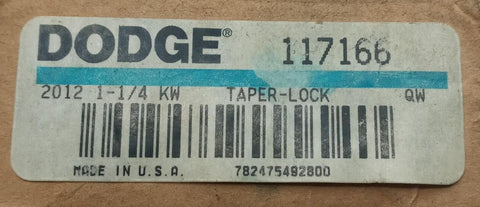 DODGE® 117166
2012 1-1/4 KW TAPER-LOCK QW
MADE IN U.S.A. 782475492800